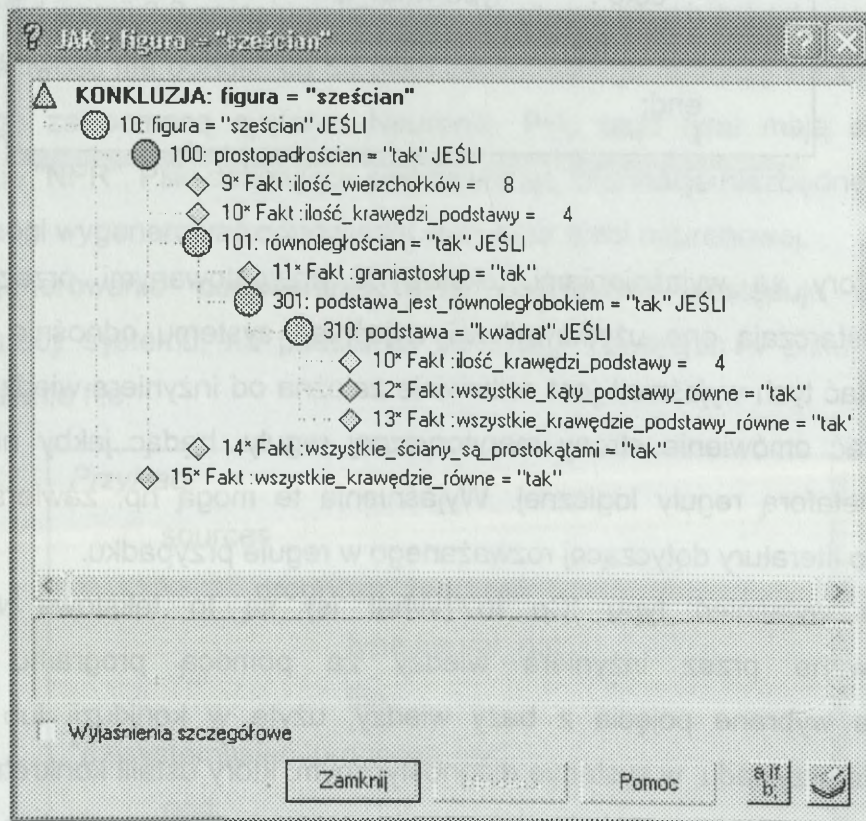 JAK : figura = "sześcian"
KONKLUZJA: figura = "sześcian"
10: figura = "sześcian" JEŚLI
100: prostopadłościan = "tak" JEŚLI
9* Fakt :ilość_wierzchołków = 8
10* Fakt :ilość_krawędzi_podstawy = 4
101: równoległościan = "tak" JEŚLI
11* Fakt :graniastosłup = "tak"
301: podstawa_jest_równoległobokiem = "tak" JEŚLI
310: podstawa = "kwadrat" JEŚLI
10* Fakt :ilość_krawędzi_podstawy = 4
12* Fakt :wszystkie_kąty_podstawy_równe = "tak"
13* Fakt :wszystkie_krawędzie_podstawy_równe = "tak"
14* Fakt :wszystkie_ściany_są_prostokątami = "tak"
15* Fakt :wszystkie_krawędzie_równe = "tak"
Wyjaśnienia szczegółowe
Zamknij
Pomoc
a if
b;